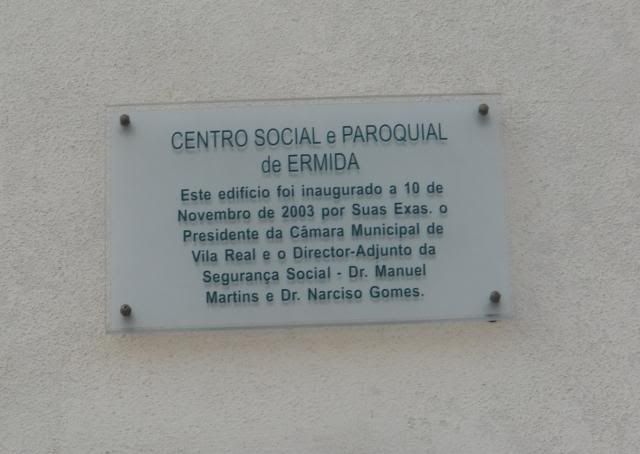 CENTRO SOCIAL e PAROQUIAL
de ERMIDA
Este edifício foi inaugurado a 10 de
Novembro de 2003 por Suas Exas. o
Presidente da Câmara Municipal de
Vila Real e o Director-Adjunto da
Segurança Social - Dr. Manuel
Martins e Dr. Narciso Gomes.